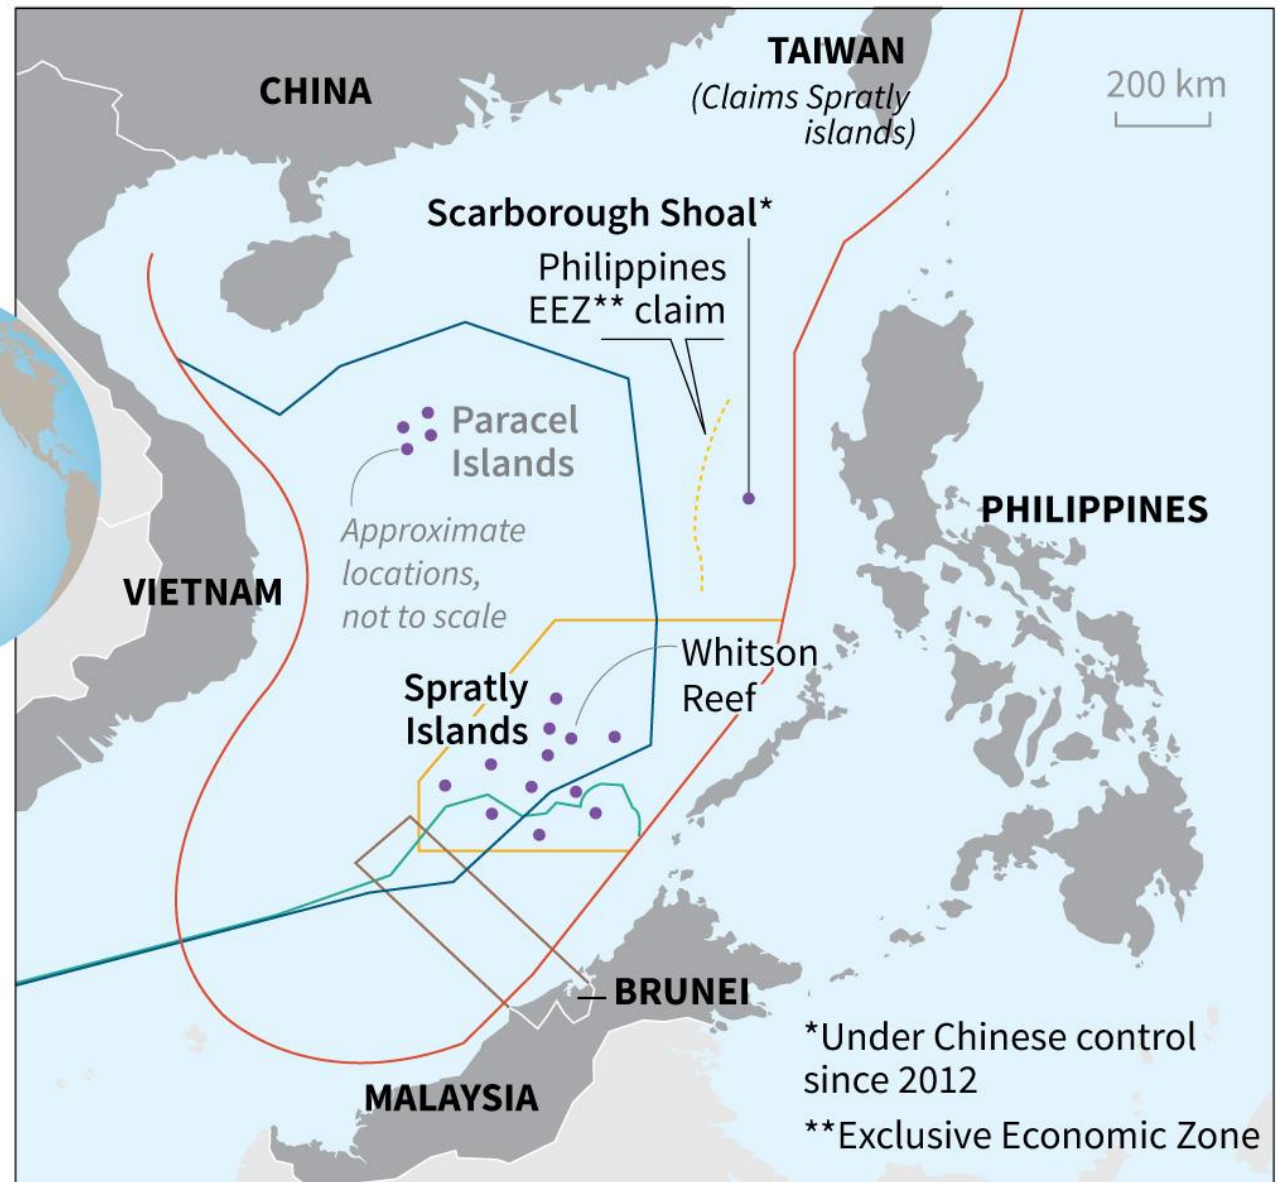 CHINA
TAIWAN
(Claims Spratly
islands)
200 km
Scarborough Shoal*
Philippines
EEZ** claim
Paracel
Islands
Approximate
locations,
not to scale
PHILIPPINES
VIETNAM
Whitson
Reef
Spratly
Islands
BRUNEI
MALAYSIA
*Under Chinese control
since 2012
**Exclusive Economic Zone